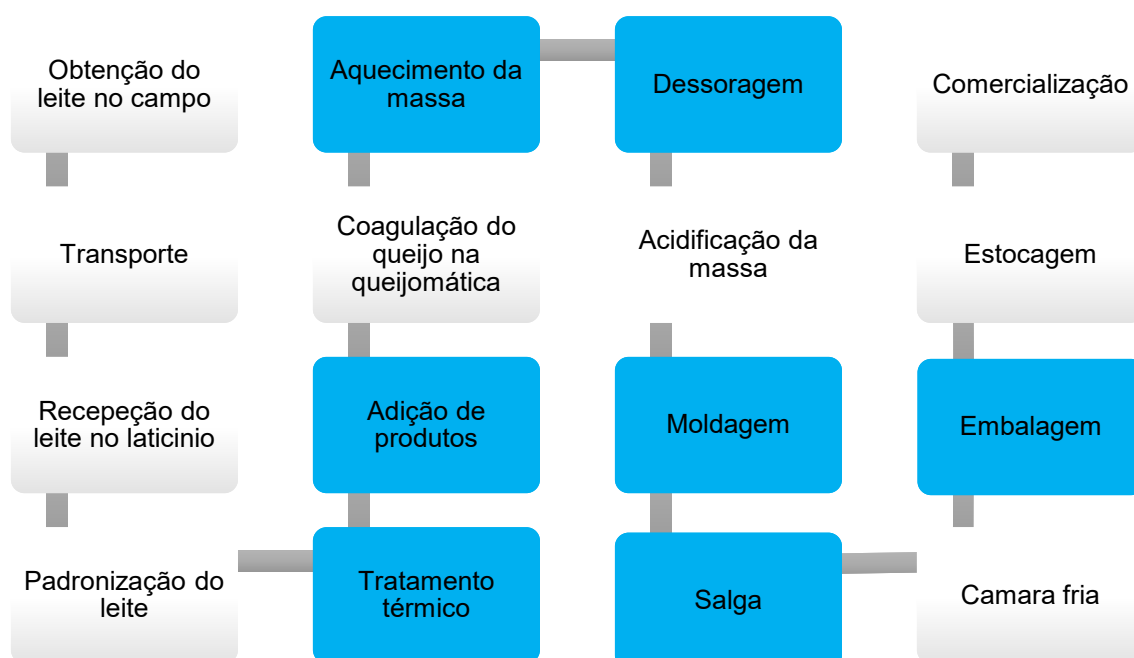 Obtenção do
leite no campo
Transporte
Recepeção do
leite no laticinio
Padronização do
leite
Tratamento
térmico
Adição de
produtos
Coagulação do
queijo na
queijomática
Aquecimento da
massa
Dessoragem
Acidificação da
massa
Moldagem
Salga
Camara fria
Embalagem
Estocagem
Comercialização